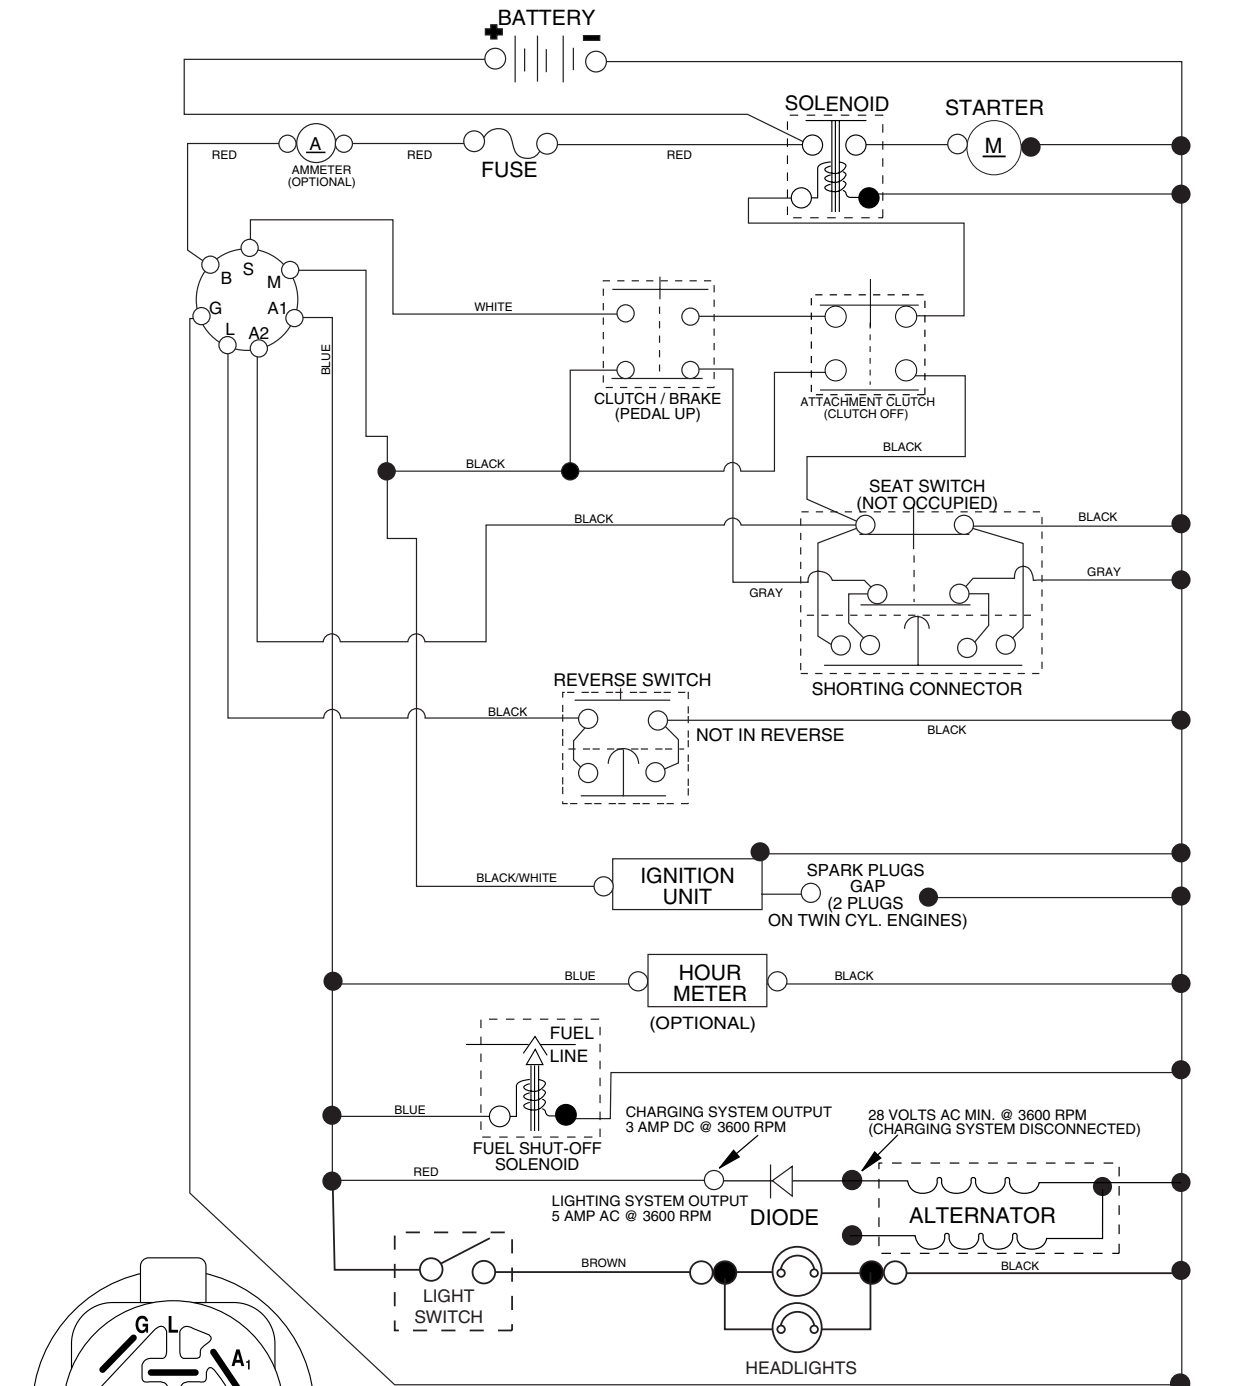 BATTERY
+ -
SOLENOID
STARTER
A
M
RED
RED
FUSE
RED
AMMETER
(OPTIONAL)
B
S
M
G
A1
L
A2
BLUE
WHITE
CLUTCH / BRAKE
(PEDAL UP)
ATTACHMENT CLUTCH
(CLUTCH OFF)
BLACK
BLACK
SEAT SWITCH
(NOT OCCUPIED)
BLACK
BLACK
GRAY
GRAY
SHORTING CONNECTOR
REVERSE SWITCH
BLACK
NOT IN REVERSE
BLACK
BLACK/WHITE
IGNITION
UNIT
SPARK PLUGS
GAP
(2 PLUGS
ON TWIN CYL. ENGINES)
BLUE
HOUR
METER
BLACK
(OPTIONAL)
FUEL
LINE
BLUE
FUEL SHUT-OFF
SOLENOID
CHARGING SYSTEM OUTPUT
3 AMP DC @ 3600 RPM
28 VOLTS AC MIN. @ 3600 RPM
(CHARGING SYSTEM DISCONNECTED)
RED
LIGHTING SYSTEM OUTPUT
5 AMP AC @ 3600 RPM
DIODE
ALTERNATOR
LIGHT
SWITCH
BROWN
BLACK
HEADLIGHTS
G L
A1